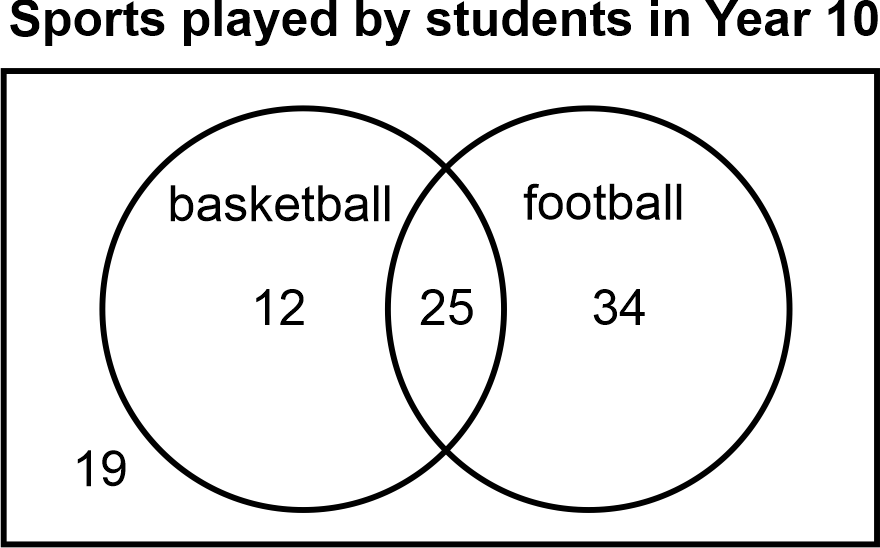 Sports played by students in Year 10
basketball football
12 25 34
19